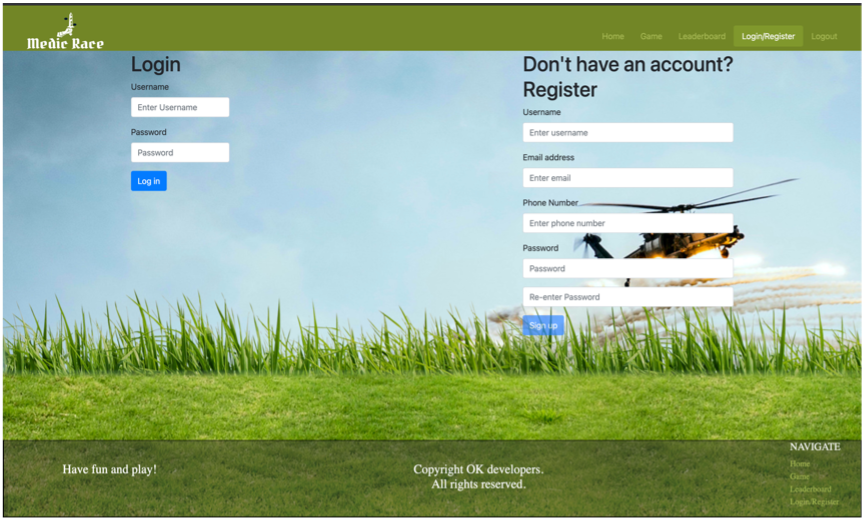 Medic Race
Home Game Leaderboard Login/Register Logout
Login
Username
Enter Username
Password
Password
Log in
Don't have an account?
Register
Username
Enter username
Email address
Enter email
Phone Number
Enter phone number
Password
Password
Re-enter Password
Sign up
Have fun and play!
Copyright OK developers.
All rights reserved.
NAVIGATE
Home
Game
Leaderboard
Login/Register